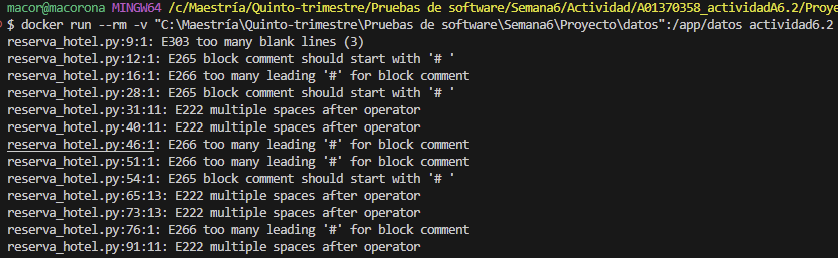 macor@macorona MINGW64 /c/Maestría/Quinto-trimestre/Pruebas de software/Semana6/Actividad/A01370358_actividadA6.2/Proye
$ docker run --rm -v "C:\Maestría\Quinto-trimestre\Pruebas de software\Semana6\Proyecto\datos":/app/datos actividad6.2
reserva_hotel.py:9:1: E303 too many blank lines (3)
reserva_hotel.py:12:1: E265 block comment should start with '# '
reserva_hotel.py:16:1: E266 too many leading '#' for block comment
reserva_hotel.py:28:1: E265 block comment should start with '# '
reserva_hotel.py:31:11: E222 multiple spaces after operator
reserva_hotel.py:40:11: E222 multiple spaces after operator
reserva_hotel.py:46:1: E266 too many leading '#' for block comment
reserva_hotel.py:51:1: E266 too many leading '#' for block comment
reserva_hotel.py:54:1: E265 block comment should start with '# '
reserva_hotel.py:65:13: E222 multiple spaces after operator
reserva_hotel.py:73:13: E222 multiple spaces after operator
reserva_hotel.py:76:1: E266 too many leading '#' for block comment
reserva_hotel.py:91:11: E222 multiple spaces after operator